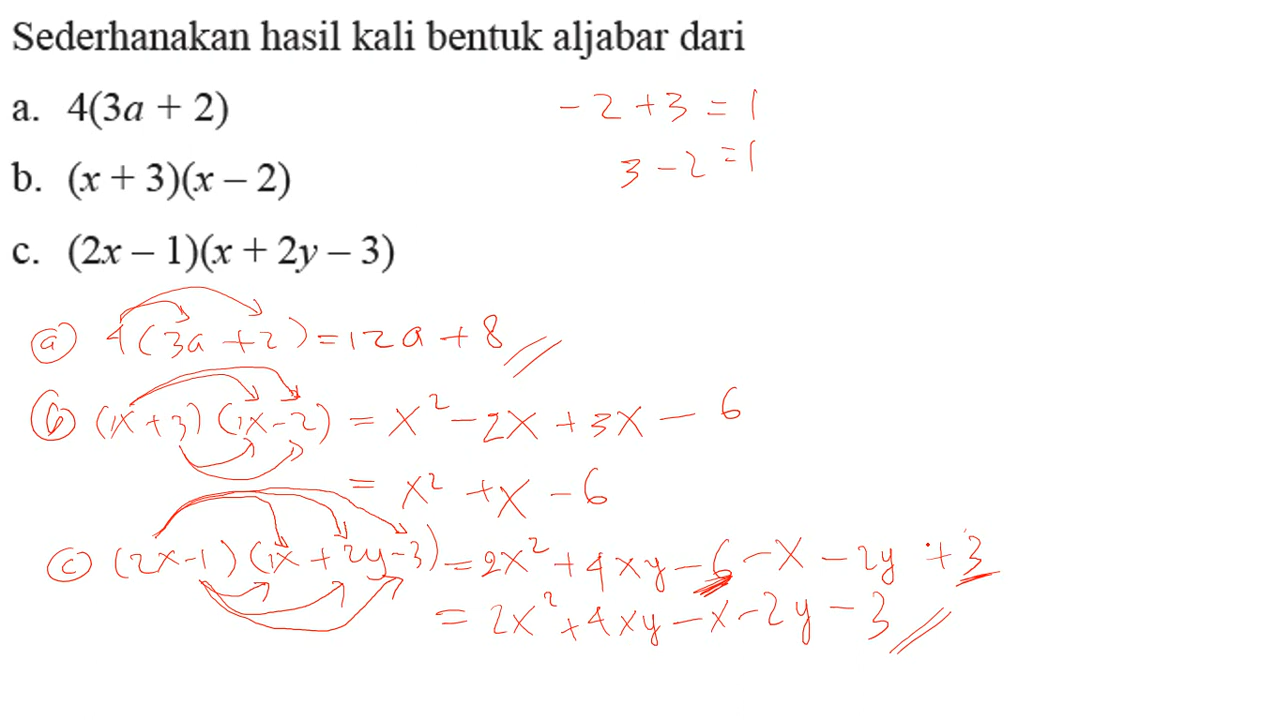 Sederhanakan hasil kali bentuk aljabar dari
a. 4(3a + 2)
-2 + 3 = 1
3 - 2 = 1
b. (x + 3)(x – 2)
c. (2x – 1)(x + 2y – 3)
ⓐ 4(3a + 2) = 12a + 8
ⓑ (1x + 3)(1x - 2) = x² - 2x + 3x - 6
= x² + x - 6
ⓒ (2x - 1)(1x + 2y - 3) = 2x² + 4xy - 6 - x - 2y + 3
= 2x² + 4xy - x - 2y - 3